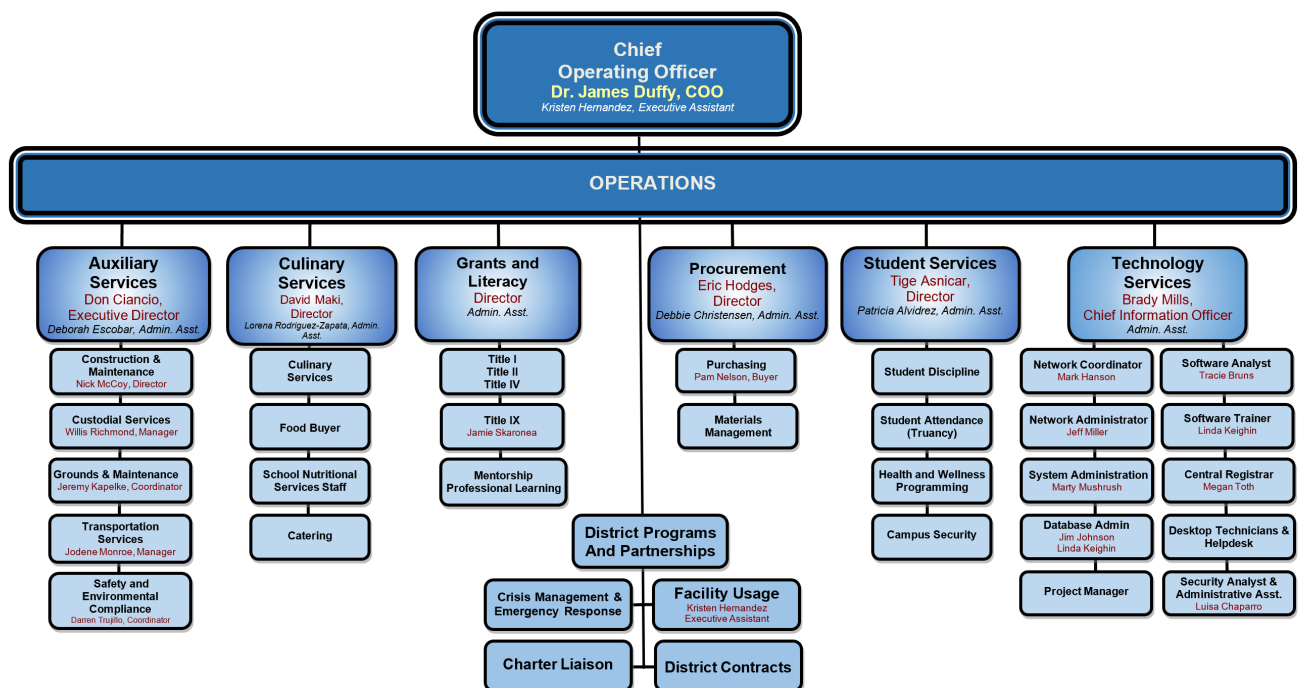 Chief
Operating Officer
Dr. James Duffy, COO
Kristen Hernandez, Executive Assistant
OPERATIONS
Auxiliary
Services
Don Ciancio,
Executive Director
Deborah Escobar, Admin. Asst.
Construction &
Maintenance
Nick McCoy, Director
Custodial Services
Willis Richmond, Manager
Grounds & Maintenance
Jeremy Kapelke, Coordinator
Transportation
Services
Jodene Monroe, Manager
Safety and
Environmental
Compliance
Darren Trujillo, Coordinator
Culinary
Services
David Maki,
Director
Lorena Rodriguez-Zapata, Admin.
Asst.
Culinary
Services
Food Buyer
School Nutritional
Services Staff
Catering
Grants and
Literacy
Director
Admin. Asst.
Title I
Title II
Title IV
Title IX
Jamie Skaronea
Mentorship
Professional Learning
District Programs
And Partnerships
Crisis Management &
Emergency Response
Facility Usage
Kristen Hernandez
Executive Assistant
Charter Liaison
District Contracts
Procurement
Eric Hodges,
Director
Debbie Christensen, Admin. Asst.
Purchasing
Pam Nelson, Buyer
Materials
Management
Student Services
Tige Asnicar,
Director
Patricia Alvidrez, Admin. Asst.
Student Discipline
Student Attendance
(Truancy)
Health and Wellness
Programming
Campus Security
Technology
Services
Brady Mills,
Chief Information Officer
Admin. Asst.
Network Coordinator
Mark Hanson
Network Administrator
Jeff Miller
System Administration
Marty Mushrush
Database Admin
Jim Johnson
Linda Keighin
Project Manager
Software Analyst
Tracie Bruns
Software Trainer
Linda Keighin
Central Registrar
Megan Toth
Desktop Technicians &
Helpdesk
Security Analyst &
Administrative Asst.
Luisa Chaparro